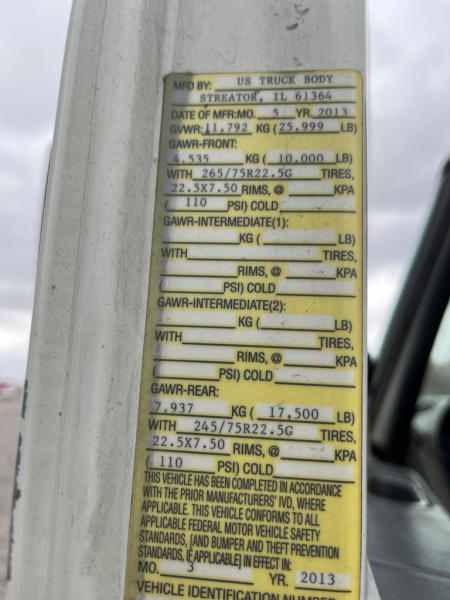 MFD BY: US TRUCK BODY
STREATOR, IL 61364
DATE OF MFR: MO. 5 YR. 2013
GVWR: 11,792 KG (25,999 LB)
GAWR-FRONT:
4,535 KG ( 10,000 LB)
WITH 265/75R22.5G TIRES,
22.5X7.50 RIMS, @ KPA
( 110 PSI) COLD
GAWR-INTERMEDIATE(1):
KG ( LB)
WITH TIRES,
RIMS, @ KPA
( PSI) COLD
GAWR-INTERMEDIATE(2):
KG ( LB)
WITH TIRES,
RIMS, @ KPA
( PSI) COLD
GAWR-REAR:
7,937 KG ( 17,500 LB)
WITH 245/75R22.5G TIRES,
22.5X7.50 RIMS, @ KPA
( 110 PSI) COLD
THIS VEHICLE HAS BEEN COMPLETED IN ACCORDANCE
WITH THE PRIOR MANUFACTURERS' IVD, WHERE
APPLICABLE. THIS VEHICLE CONFORMS TO ALL
APPLICABLE FEDERAL MOTOR VEHICLE SAFETY
STANDARDS, [AND BUMPER AND THEFT PREVENTION
STANDARDS, IF APPLICABLE] IN EFFECT IN:
MO. 3 YR. 2013
VEHICLE IDENTIFICATION NUMBER